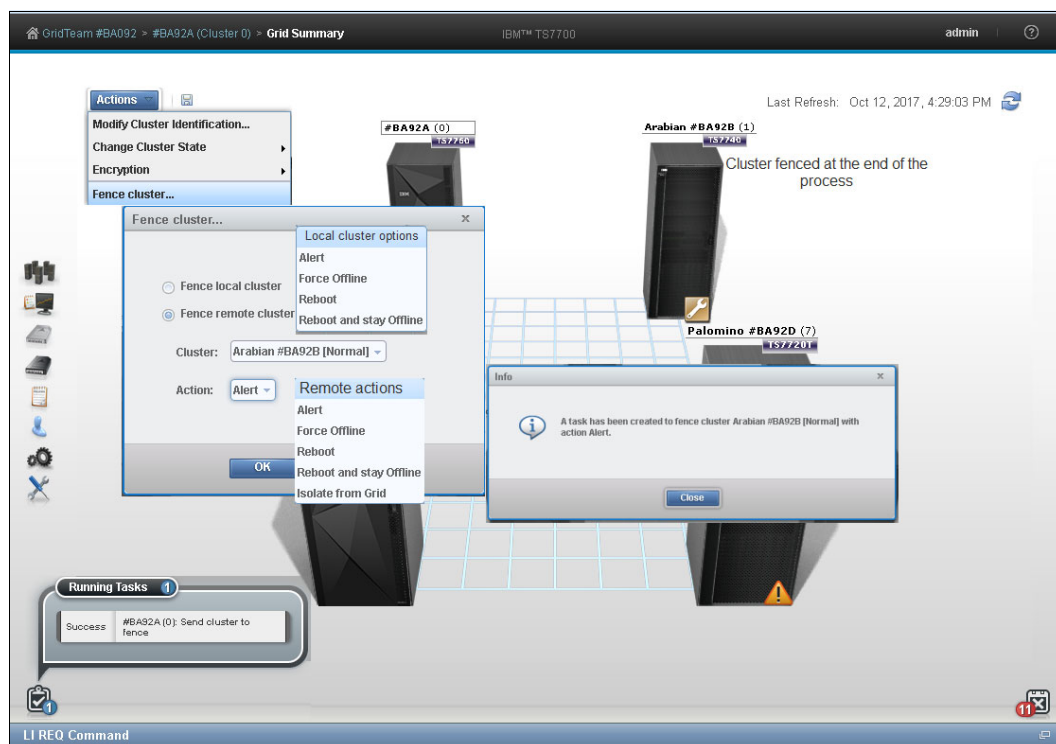 GridTeam #BA092 > #BA92A (Cluster 0) > Grid Summary
IBM™ TS7700
admin
Actions
Last Refresh: Oct 12, 2017, 4:29:03 PM
Modify Cluster Identification...
Change Cluster State
Encryption
Fence cluster...
#BA92A (0)
TS7760
Arabian #BA92B (1)
TS7740
Cluster fenced at the end of the
process
Fence cluster...
Fence local cluster
Fence remote cluster
Local cluster options
Alert
Force Offline
Reboot
Reboot and stay Offline
Cluster: Arabian #BA92B [Normal]
Action: Alert
Remote actions
Alert
Force Offline
Reboot
Reboot and stay Offline
Isolate from Grid
OK
Palomino #BA92D (7)
TS7720T
Info
A task has been created to fence cluster Arabian #BA92B [Normal] with
action Alert.
Close
Running Tasks 1
Success
#BA92A (0): Send cluster to
fence
1
11
LI REQ Command